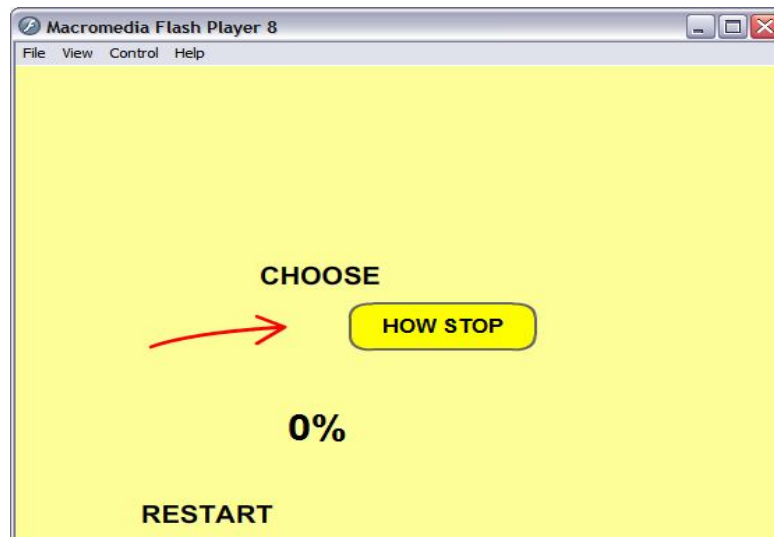 Macromedia Flash Player 8
File View Control Help
CHOOSE
HOW STOP
0%
RESTART